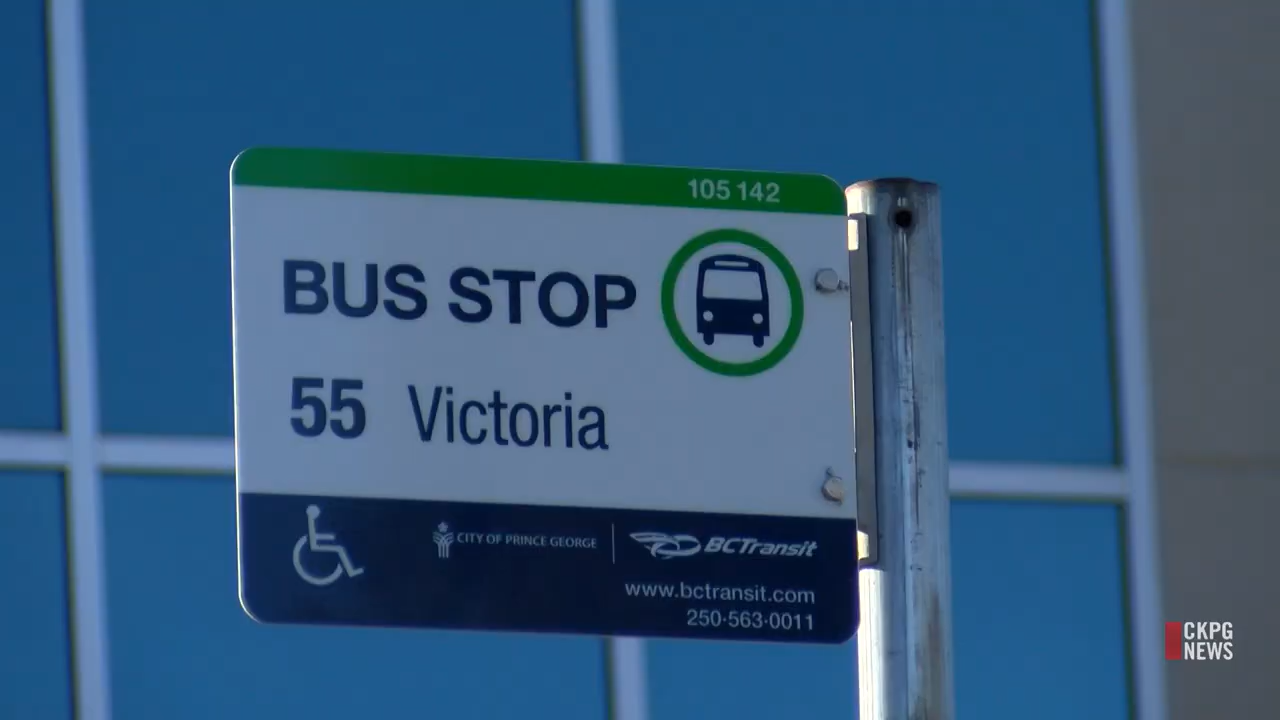 105 142
BUS STOP
55 Victoria
CITY OF PRINCE GEORGE
BCTransit
www.bctransit.com
250·563·0011
CKPG
NEWS